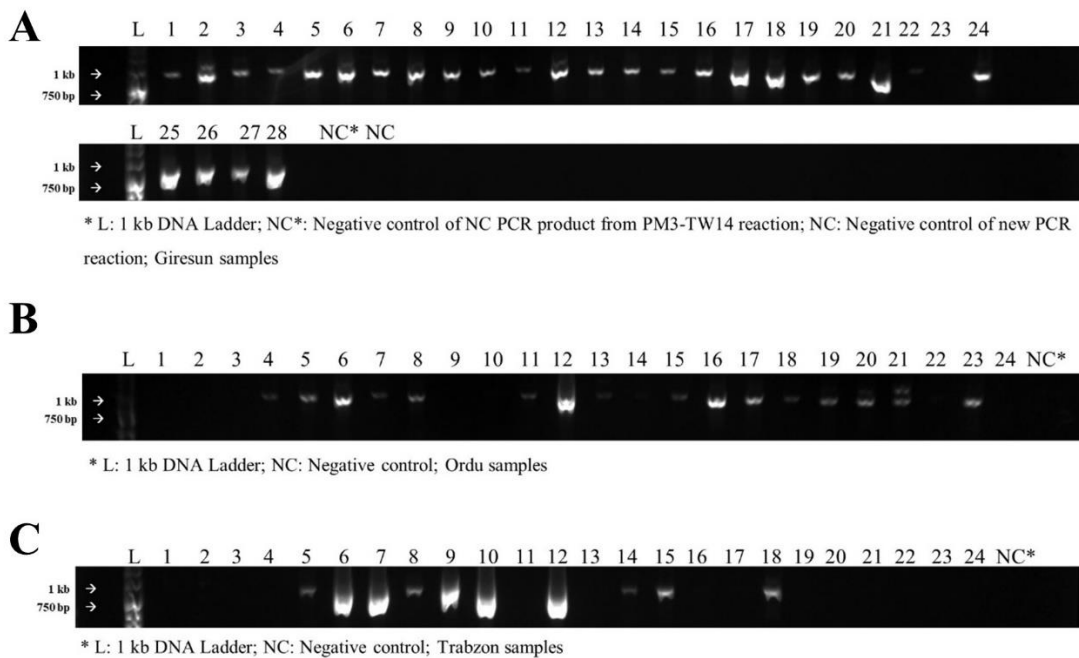 A
L 1 2 3 4 5 6 7 8 9 10 11 12 13 14 15 16 17 18 19 20 21 22 23 24
1 kb →
750 bp →
L 25 26 27 28 NC* NC
1 kb →
750 bp →
* L: 1 kb DNA Ladder; NC*: Negative control of NC PCR product from PM3-TW14 reaction; NC: Negative control of new PCR
reaction; Giresun samples
B
L 1 2 3 4 5 6 7 8 9 10 11 12 13 14 15 16 17 18 19 20 21 22 23 24 NC*
1 kb →
750 bp →
* L: 1 kb DNA Ladder; NC: Negative control; Ordu samples
C
L 1 2 3 4 5 6 7 8 9 10 11 12 13 14 15 16 17 18 19 20 21 22 23 24 NC*
1 kb →
750 bp →
* L: 1 kb DNA Ladder; NC: Negative control; Trabzon samples